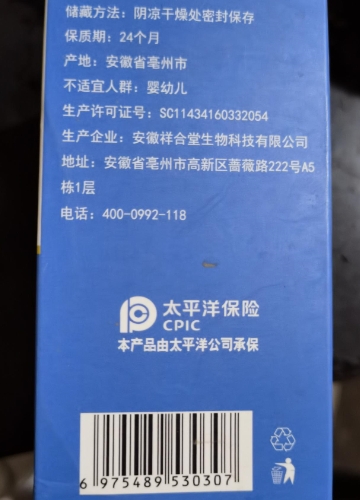 储藏方法：阴凉干燥处密封保存
保质期：24个月
产地：安徽省亳州市
不适宜人群：婴幼儿
生产许可证号：SC11434160332054
生产企业：安徽祥合堂生物科技有限公司
地址：安徽省亳州市高新区蔷薇路222号A5
栋1层
电话：400-0992-118
太平洋保险
CPIC
本产品由太平洋公司承保
6 975489 530307